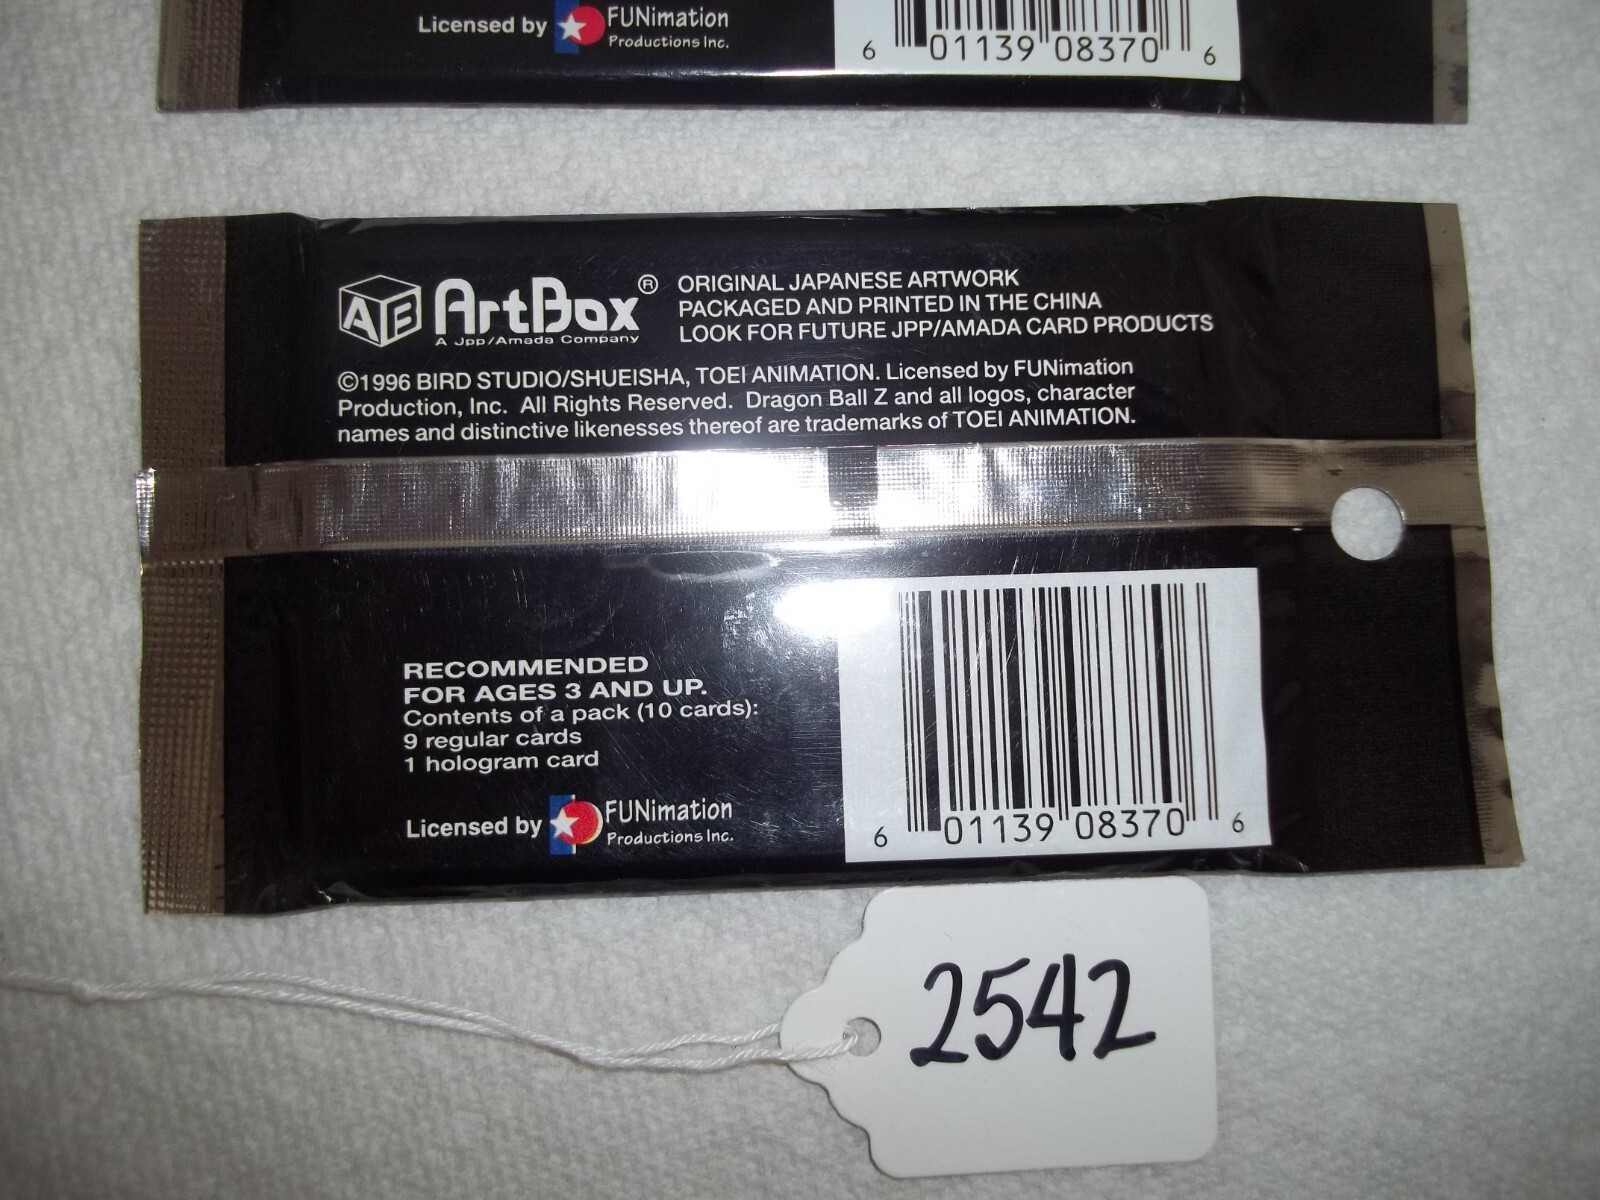 Licensed by FUNimation
Productions Inc.
6 01139 08370 6
AB ArtBox®
A Jpp/Amada Company
ORIGINAL JAPANESE ARTWORK
PACKAGED AND PRINTED IN THE CHINA
LOOK FOR FUTURE JPP/AMADA CARD PRODUCTS
©1996 BIRD STUDIO/SHUEISHA, TOEI ANIMATION. Licensed by FUNimation
Production, Inc. All Rights Reserved. Dragon Ball Z and all logos, character
names and distinctive likenesses thereof are trademarks of TOEI ANIMATION.
RECOMMENDED
FOR AGES 3 AND UP.
Contents of a pack (10 cards):
9 regular cards
1 hologram card
Licensed by FUNimation
Productions Inc.
6 01139 08370 6
2542